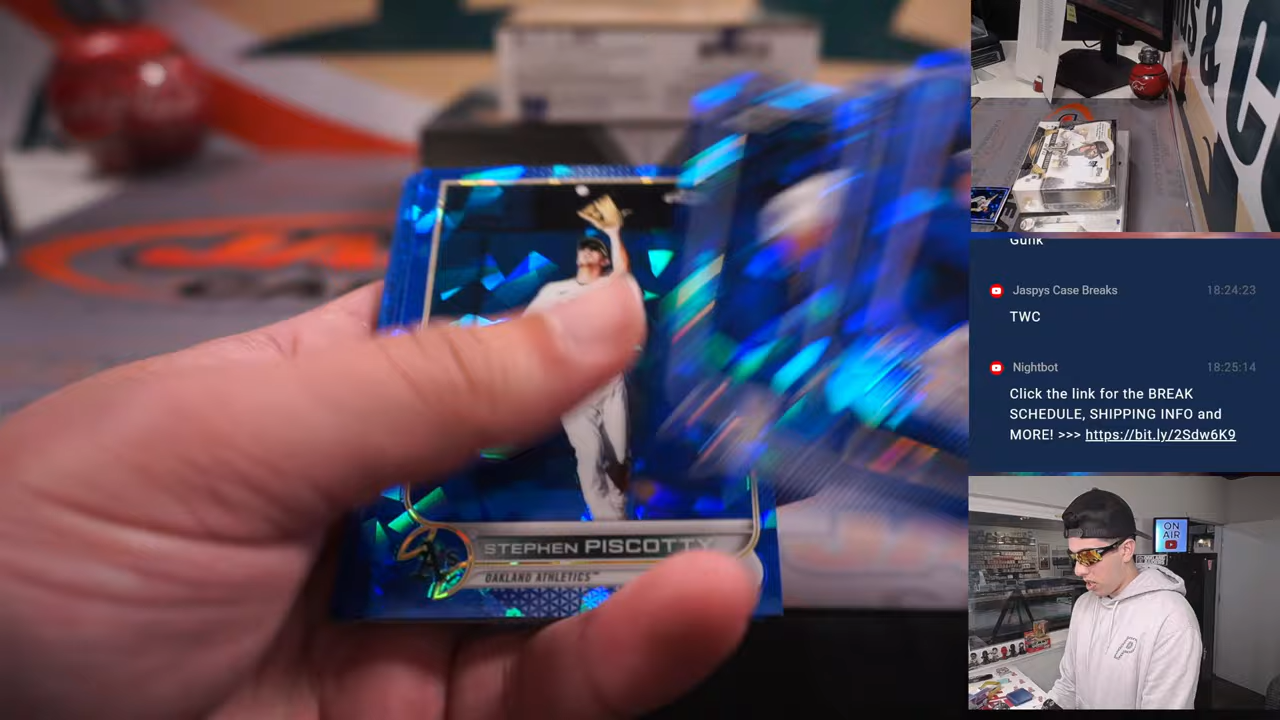 STEPHEN PISCOTTY
OAKLAND ATHLETICS™
Gunk
Jaspys Case Breaks 18:24:23
TWC
Nightbot 18:25:14
Click the link for the BREAK
SCHEDULE, SHIPPING INFO and
MORE! >>> https://bit.ly/2Sdw6K9
ON
AIR